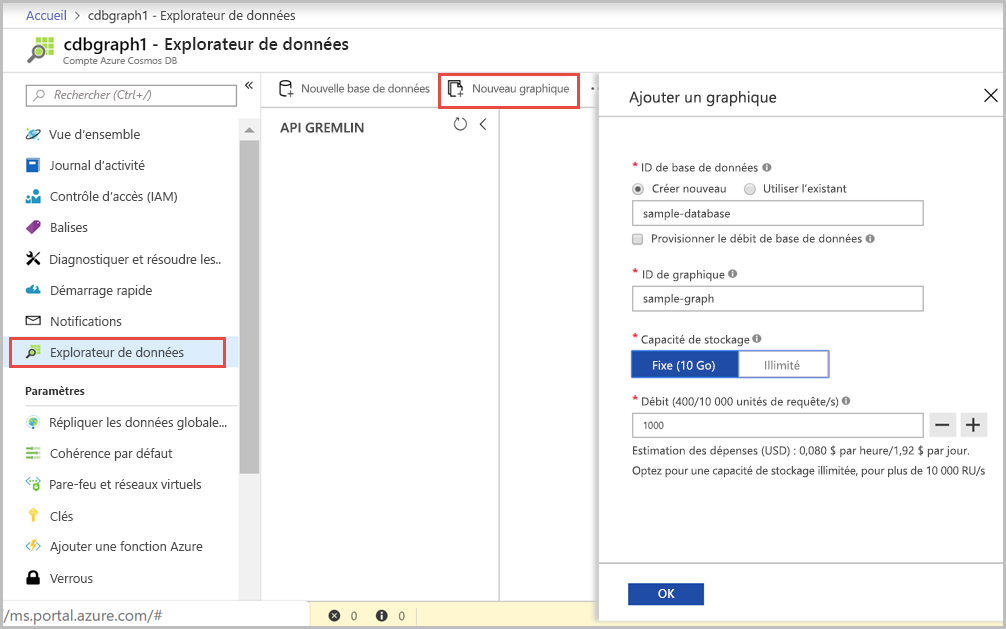 Accueil > cdbgraph1 - Explorateur de données
cdbgraph1 - Explorateur de données
Compte Azure Cosmos DB
Rechercher (Ctrl+/)
«
Vue d'ensemble
Journal d'activité
Contrôle d'accès (IAM)
Balises
Diagnostiquer et résoudre les..
Démarrage rapide
Notifications
Explorateur de données
Paramètres
Répliquer les données globale...
Cohérence par défaut
Pare-feu et réseaux virtuels
Clés
Ajouter une fonction Azure
Verrous
/ms.portal.azure.com/#
Nouvelle base de données
Nouveau graphique
API GREMLIN
0
0
Ajouter un graphique
* ID de base de données
Créer nouveau
Utiliser l'existant
sample-database
Provisionner le débit de base de données
* ID de graphique
sample-graph
* Capacité de stockage
Fixe (10 Go)
Illimité
* Débit (400/10 000 unités de requête/s)
1000
Estimation des dépenses (USD) : 0,080 $ par heure/1,92 $ par jour.
Optez pour une capacité de stockage illimitée, pour plus de 10 000 RU/s
OK